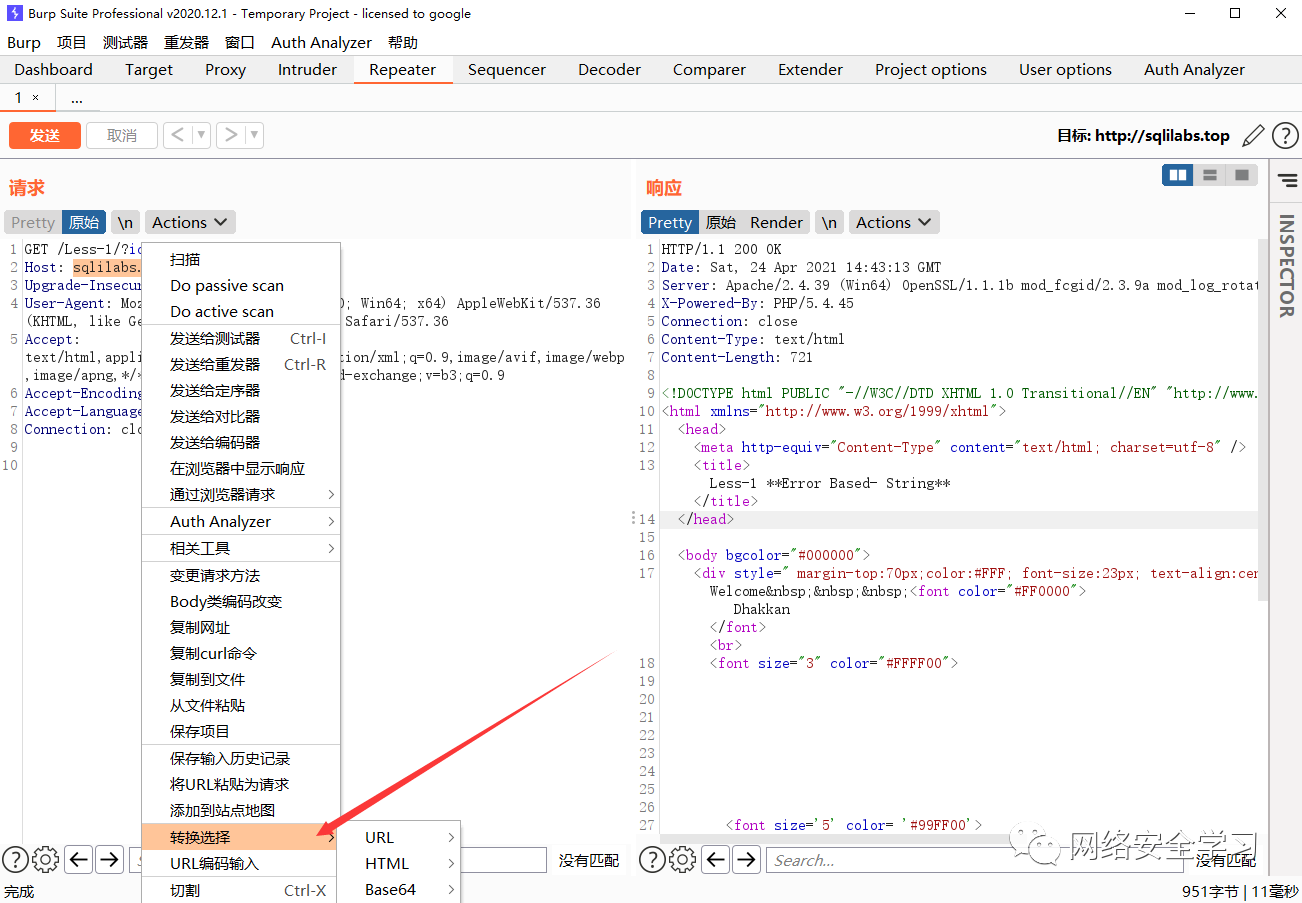 Burp Suite Professional v2020.12.1 - Temporary Project - licensed to google
Burp 项目 测试器 重发器 窗口 Auth Analyzer 帮助
Dashboard Target Proxy Intruder Repeater Sequencer Decoder Comparer Extender Project options User options Auth Analyzer
1 × ...
发送 取消 < ▼ > ▼ 目标: http://sqlilabs.top ?
请求
Pretty 原始 \n Actions
1 GET /Less-1/?i
2 Host: sqlilabs.
3 Upgrade-Insecu
4 User-Agent: Moz ; Win64; x64) AppleWebKit/537.36
(KHTML, like Ge Safari/537.36
5 Accept:
text/html,appli tion/xml;q=0.9,image/avif,image/webp
,image/apng,*/* d-exchange;v=b3;q=0.9
6 Accept-Encoding
7 Accept-Language
8 Connection: clo
9
10
扫描
Do passive scan
Do active scan
发送给测试器 Ctrl-I
发送给重发器 Ctrl-R
发送给定序器
发送给对比器
发送给编码器
在浏览器中显示响应
通过浏览器请求 >
Auth Analyzer >
相关工具 >
变更请求方法
Body类编码改变
复制网址
复制curl命令
复制到文件
从文件粘贴
保存项目
保存输入历史记录
将URL粘贴为请求
添加到站点地图
转换选择 >
URL编码输入
切割 Ctrl-X
URL >
HTML >
Base64 >
? 没有匹配
完成
响应
Pretty 原始 Render \n Actions
INSPECTOR
1 HTTP/1.1 200 OK
2 Date: Sat, 24 Apr 2021 14:43:13 GMT
3 Server: Apache/2.4.39 (Win64) OpenSSL/1.1.1b mod_fcgid/2.3.9a mod_log_rotat
4 X-Powered-By: PHP/5.4.45
5 Connection: close
6 Content-Type: text/html
7 Content-Length: 721
8
9 <!DOCTYPE html PUBLIC "-//W3C//DTD XHTML 1.0 Transitional//EN" "http://www.
10 <html xmlns="http://www.w3.org/1999/xhtml">
11 <head>
12 <meta http-equiv="Content-Type" content="text/html; charset=utf-8" />
13 <title>
Less-1 **Error Based- String**
</title>
14 </head>
15
16 <body bgcolor="#000000">
17 <div style=" margin-top:70px;color:#FFF; font-size:23px; text-align:cen
Welcome&nbsp;&nbsp;&nbsp;<font color="#FF0000">
Dhakkan
</font>
<br>
18 <font size="3" color="#FFFF00">
19
20
21
22
23
24
25
26
27 <font size='5' color= '#99FF00'>
? Search... 没有匹配
网络安全学习
951字节 | 11毫秒